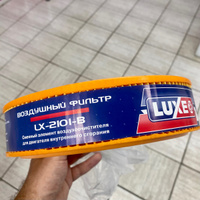 ВОЗДУШНЫЙ ФИЛЬТР
LX-2101-В
Сменный элемент воздухоочистителя
для двигателя внутреннего сгорания
LUXE